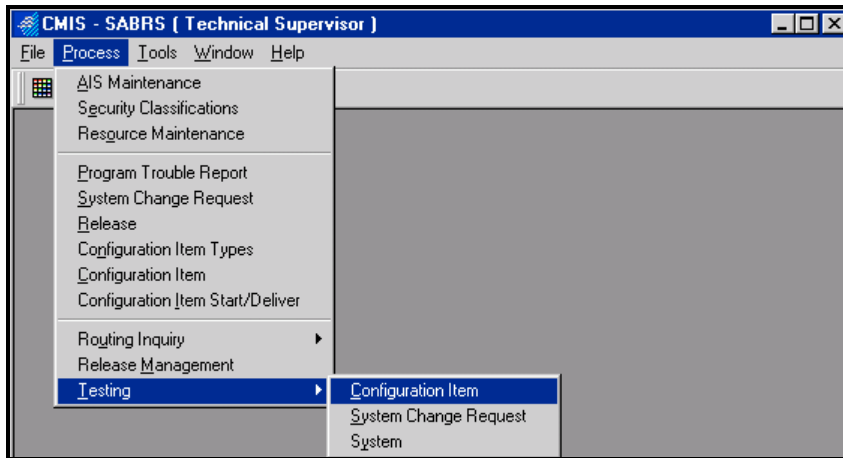 CMIS - SABRS ( Technical Supervisor )
File Process Tools Window Help
AIS Maintenance
Security Classifications
Resource Maintenance
Program Trouble Report
System Change Request
Release
Configuration Item Types
Configuration Item
Configuration Item Start/Deliver
Routing Inquiry
Release Management
Testing
Configuration Item
System Change Request
System